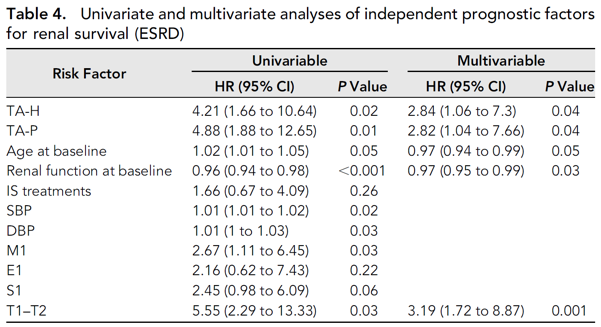 Table 4. Univariate and multivariate analyses of independent prognostic factors
for renal survival (ESRD)
Risk Factor Univariable Multivariable
HR (95% CI) P Value HR (95% CI) P Value
TA-H 4.21 (1.66 to 10.64) 0.02 2.84 (1.06 to 7.3) 0.04
TA-P 4.88 (1.88 to 12.65) 0.01 2.82 (1.04 to 7.66) 0.04
Age at baseline 1.02 (1.01 to 1.05) 0.05 0.97 (0.94 to 0.99) 0.05
Renal function at baseline 0.96 (0.94 to 0.98) <0.001 0.97 (0.95 to 0.99) 0.03
IS treatments 1.66 (0.67 to 4.09) 0.26
SBP 1.01 (1.01 to 1.02) 0.02
DBP 1.01 (1 to 1.03) 0.03
M1 2.67 (1.11 to 6.45) 0.03
E1 2.16 (0.62 to 7.43) 0.22
S1 2.45 (0.98 to 6.09) 0.06
T1–T2 5.55 (2.29 to 13.33) 0.03 3.19 (1.72 to 8.87) 0.001